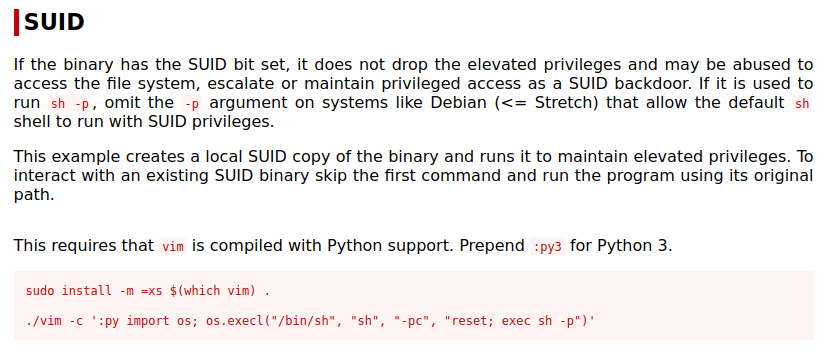 SUID
If the binary has the SUID bit set, it does not drop the elevated privileges and may be abused to
access the file system, escalate or maintain privileged access as a SUID backdoor. If it is used to
run sh -p, omit the -p argument on systems like Debian (<= Stretch) that allow the default sh
shell to run with SUID privileges.
This example creates a local SUID copy of the binary and runs it to maintain elevated privileges. To
interact with an existing SUID binary skip the first command and run the program using its original
path.
This requires that vim is compiled with Python support. Prepend :py3 for Python 3.
sudo install -m =xs $(which vim) .
./vim -c ':py import os; os.execl("/bin/sh", "sh", "-pc", "reset; exec sh -p")'